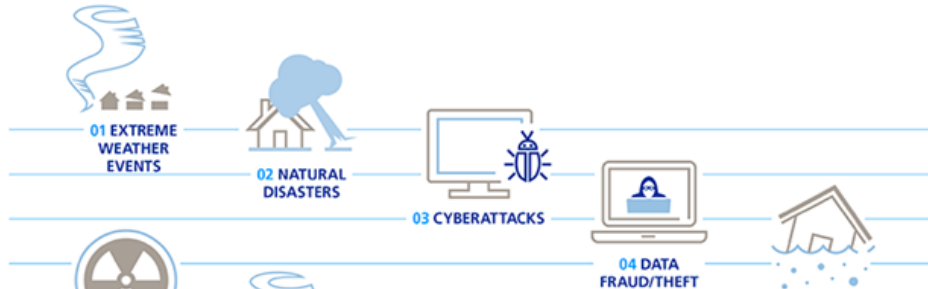 01 EXTREME
WEATHER
EVENTS
02 NATURAL
DISASTERS
03 CYBERATTACKS
04 DATA
FRAUD/THEFT